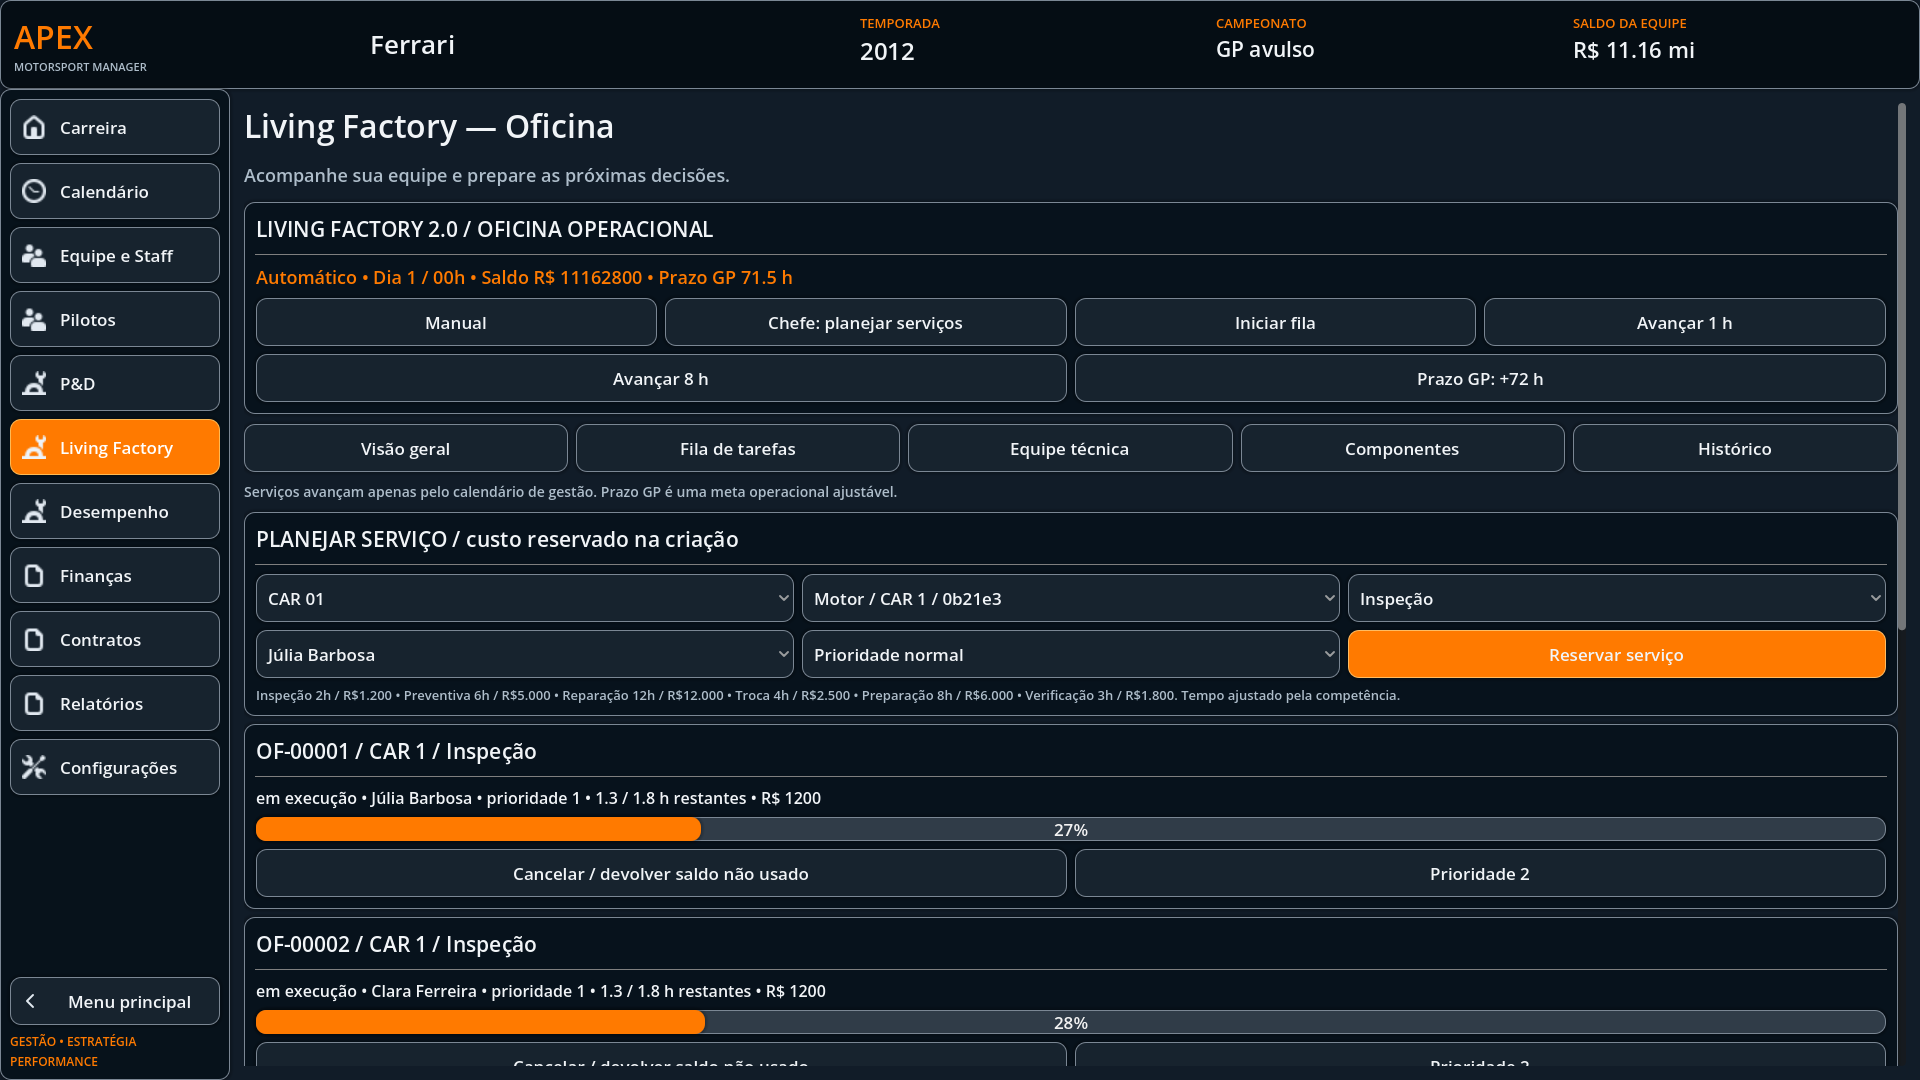 APEX
MOTORSPORT MANAGER
Ferrari
TEMPORADA
2012
CAMPEONATO
GP avulso
SALDO DA EQUIPE
R$ 11.16 mi
Carreira
Calendário
Equipe e Staff
Pilotos
P&D
Living Factory
Desempenho
Finanças
Contratos
Relatórios
Configurações
Menu principal
GESTÃO • ESTRATÉGIA
PERFORMANCE
Living Factory — Oficina
Acompanhe sua equipe e prepare as próximas decisões.
LIVING FACTORY 2.0 / OFICINA OPERACIONAL
Automático • Dia 1 / 00h • Saldo R$ 11162800 • Prazo GP 71.5 h
Manual
Chefe: planejar serviços
Iniciar fila
Avançar 1 h
Avançar 8 h
Prazo GP: +72 h
Visão geral
Fila de tarefas
Equipe técnica
Componentes
Histórico
Serviços avançam apenas pelo calendário de gestão. Prazo GP é uma meta operacional ajustável.
PLANEJAR SERVIÇO / custo reservado na criação
CAR 01
Motor / CAR 1 / 0b21e3
Inspeção
Júlia Barbosa
Prioridade normal
Reservar serviço
Inspeção 2h / R$1.200 • Preventiva 6h / R$5.000 • Reparação 12h / R$12.000 • Troca 4h / R$2.500 • Preparação 8h / R$6.000 • Verificação 3h / R$1.800. Tempo ajustado pela competência.
OF-00001 / CAR 1 / Inspeção
em execução • Júlia Barbosa • prioridade 1 • 1.3 / 1.8 h restantes • R$ 1200
27%
Cancelar / devolver saldo não usado
Prioridade 2
OF-00002 / CAR 1 / Inspeção
em execução • Clara Ferreira • prioridade 1 • 1.3 / 1.8 h restantes • R$ 1200
28%
Cancelar / devolver saldo não usado
Prioridade 2